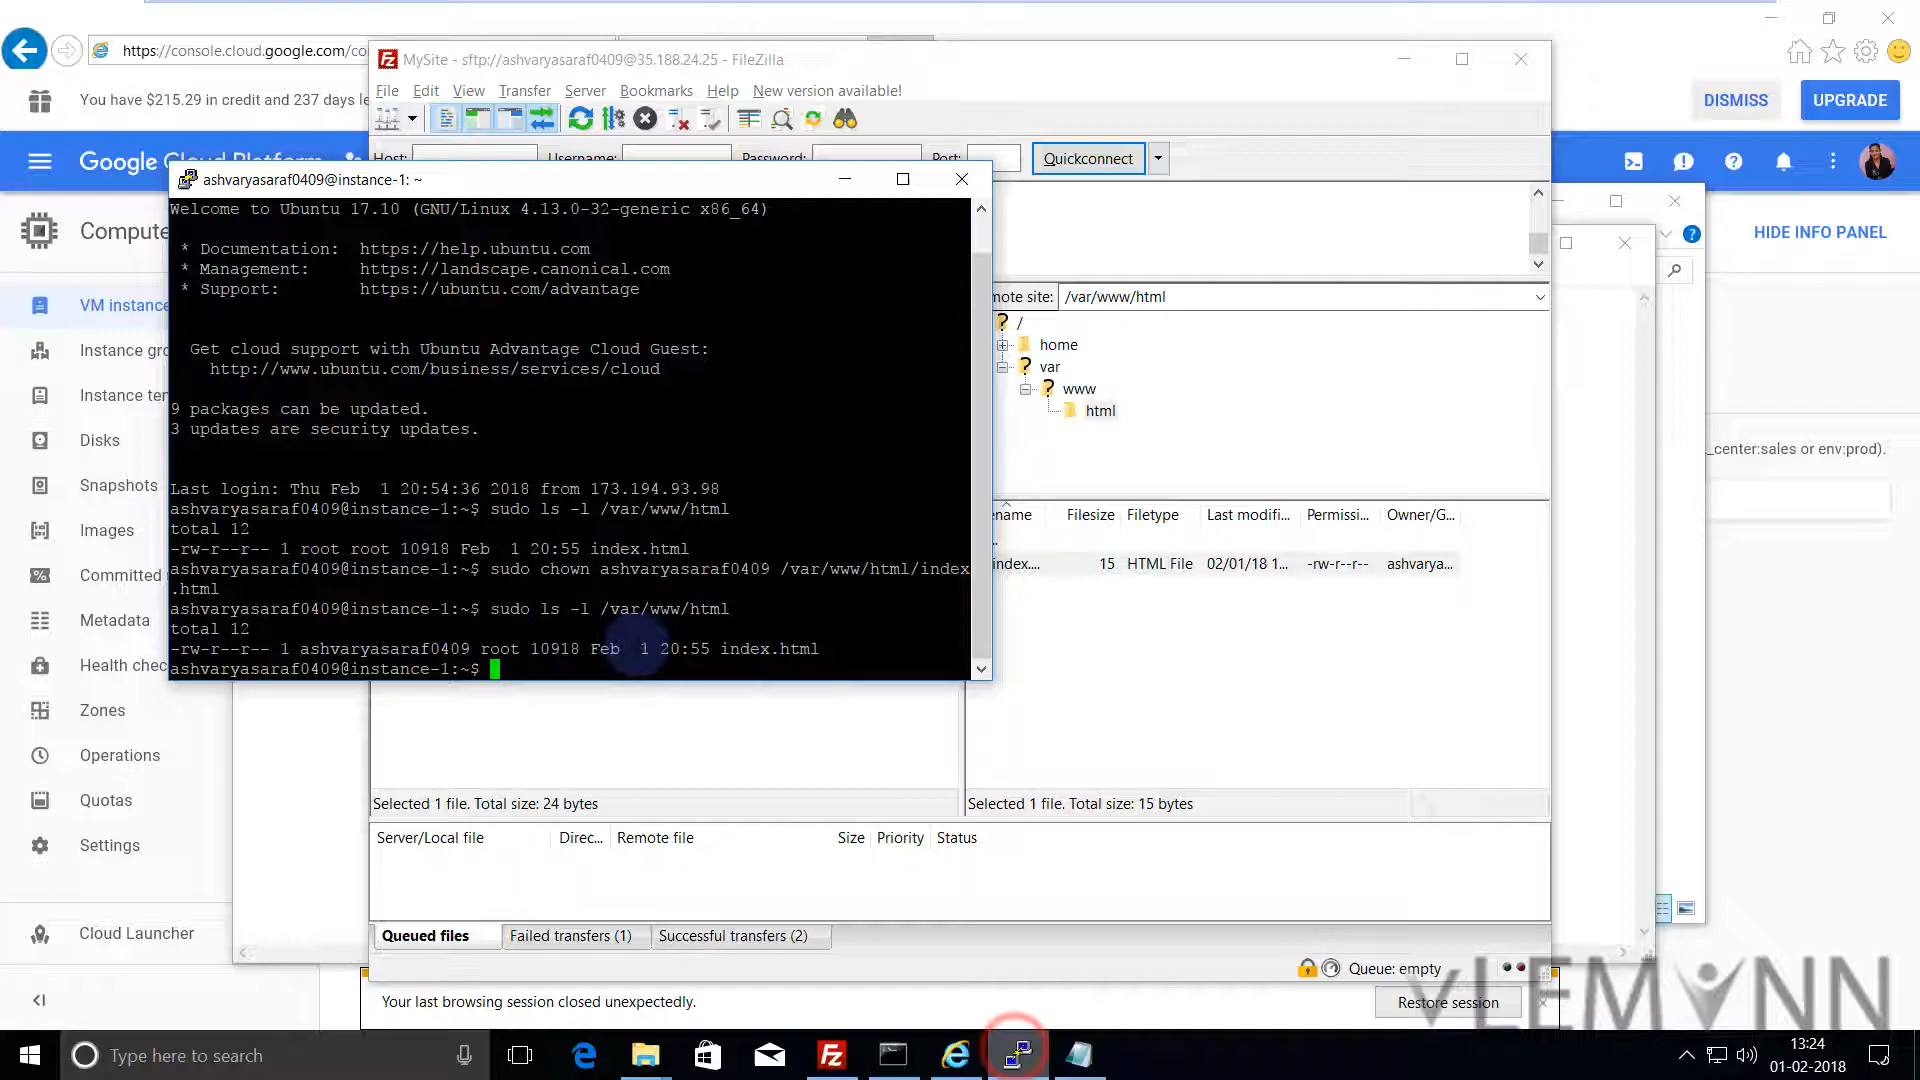 https://console.cloud.google.com/co
You have $215.29 in credit and 237 days le
DISMISS
UPGRADE
Google Cloud Platform
Compute
HIDE INFO PANEL
VM instance
Instance gro
Instance tem
Disks
Snapshots
Images
Committed
Metadata
Health chec
Zones
Operations
Quotas
Settings
Cloud Launcher
_center:sales or env:prod).
MySite - sftp://ashvaryasaraf0409@35.188.24.25 - FileZilla
File Edit View Transfer Server Bookmarks Help New version available!
Host: Username: Password: Port: Quickconnect
ashvaryasaraf0409@instance-1: ~
Welcome to Ubuntu 17.10 (GNU/Linux 4.13.0-32-generic x86_64)
* Documentation: https://help.ubuntu.com
* Management: https://landscape.canonical.com
* Support: https://ubuntu.com/advantage
Get cloud support with Ubuntu Advantage Cloud Guest:
http://www.ubuntu.com/business/services/cloud
9 packages can be updated.
3 updates are security updates.
Last login: Thu Feb  1 20:54:36 2018 from 173.194.93.98
ashvaryasaraf0409@instance-1:~$ sudo ls -l /var/www/html
total 12
-rw-r--r-- 1 root root 10918 Feb  1 20:55 index.html
ashvaryasaraf0409@instance-1:~$ sudo chown ashvaryasaraf0409 /var/www/html/index
.html
ashvaryasaraf0409@instance-1:~$ sudo ls -l /var/www/html
total 12
-rw-r--r-- 1 ashvaryasaraf0409 root 10918 Feb  1 20:55 index.html
ashvaryasaraf0409@instance-1:~$
mote site: /var/www/html
/
home
var
www
html
ename Filesize Filetype Last modifi... Permissi... Owner/G...
..
index.... 15 HTML File 02/01/18 1... -rw-r--r-- ashvarya...
Selected 1 file. Total size: 24 bytes
Selected 1 file. Total size: 15 bytes
Server/Local file Direc... Remote file Size Priority Status
Queued files Failed transfers (1) Successful transfers (2)
Queue: empty
Your last browsing session closed unexpectedly.
Restore session
vLEMONN
Type here to search
13:24
01-02-2018